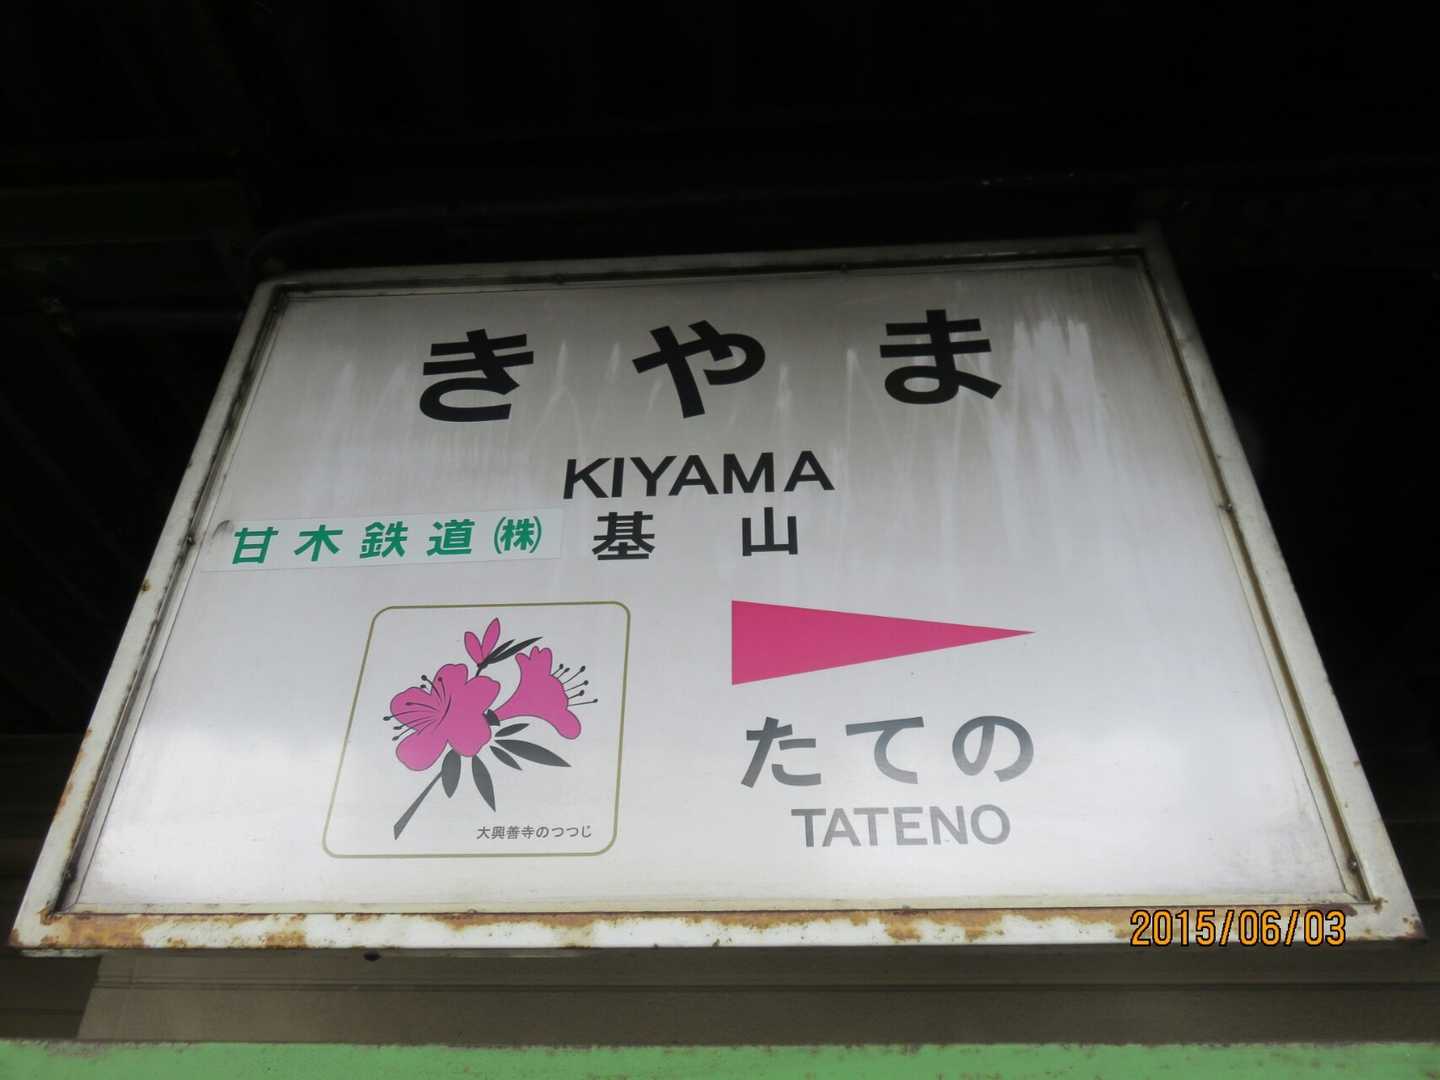 きやま
KIYAMA
甘木鉄道(株)
基山
大興善寺のつつじ
たての
TATENO
2015/06/03